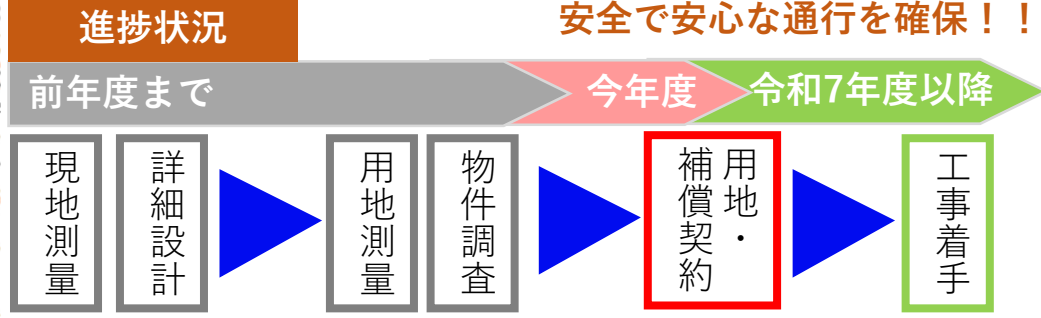 進捗状況
安全で安心な通行を確保！！
前年度まで
今年度
令和7年度以降
現地測量
詳細設計
用地測量
物件調査
用地・
補償契約
工事着手